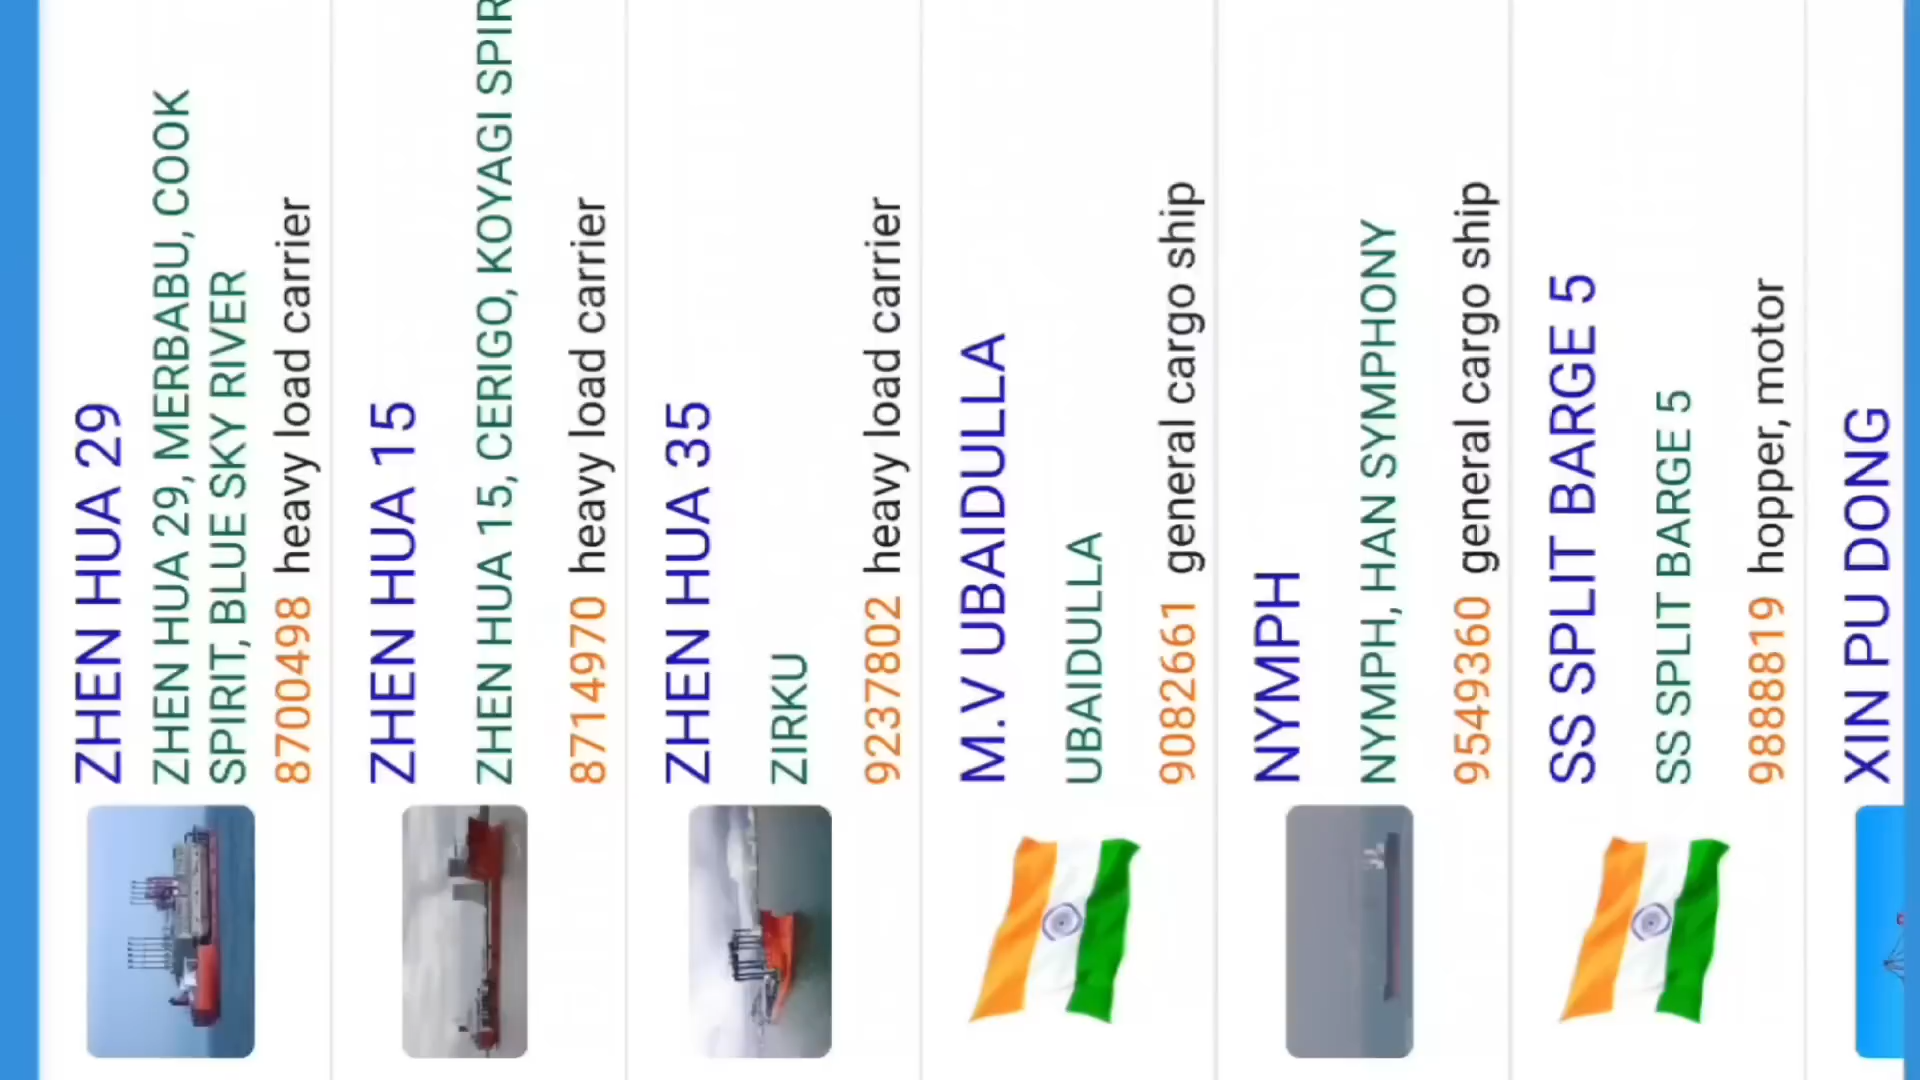 ZHEN HUA 29
ZHEN HUA 29, MERBABU, COOK
SPIRIT, BLUE SKY RIVER
8700498 heavy load carrier
ZHEN HUA 15
ZHEN HUA 15, CERIGO, KOYAGI SPIR
8714970 heavy load carrier
ZHEN HUA 35
ZIRKU
9237802 heavy load carrier
M.V UBAIDULLA
UBAIDULLA
9082661 general cargo ship
NYMPH
NYMPH, HAN SYMPHONY
9549360 general cargo ship
SS SPLIT BARGE 5
SS SPLIT BARGE 5
9888819 hopper, motor
XIN PU DONG